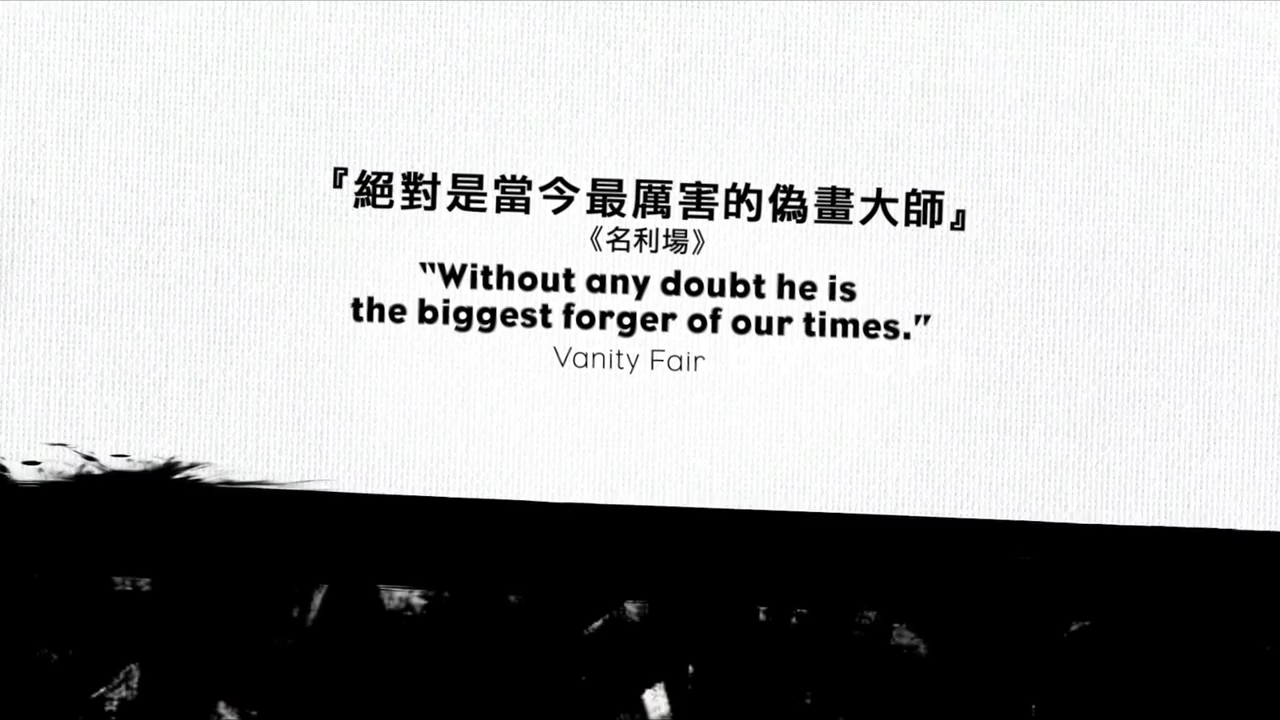 『絕對是當今最厲害的偽畫大師』
《名利場》
“Without any doubt he is
the biggest forger of our times.”
Vanity Fair